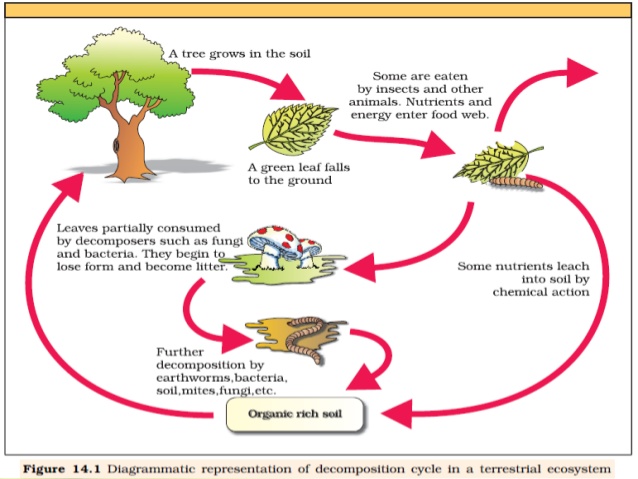 A tree grows in the soil
Some are eaten
by insects and other
animals. Nutrients and
energy enter food web.
A green leaf falls
to the ground
Leaves partially consumed
by decomposers such as fungi
and bacteria. They begin to
lose form and become litter.
Some nutrients leach
into soil by
chemical action
Further
decomposition by
earthworms,bacteria,
soil,mites,fungi,etc.
Organic rich soil
Figure 14.1 Diagrammatic representation of decomposition cycle in a terrestrial ecosystem